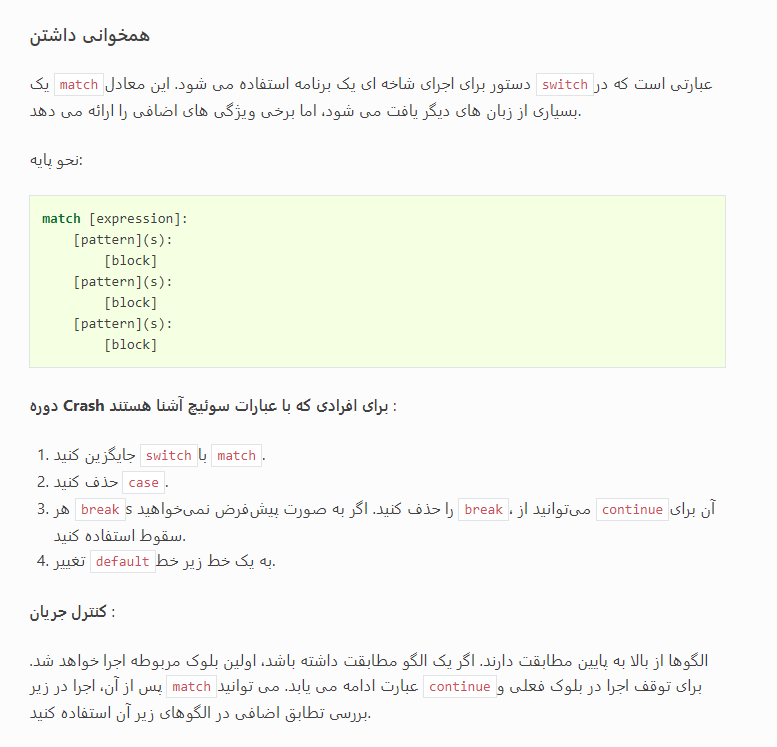 همخوانی داشتن
یک match عبارتی است که در switch دستور برای اجرای شاخه ای یک برنامه استفاده می شود. این معادل
بسیاری از زبان های دیگر یافت می شود، اما برخی ویژگی های اضافی را ارائه می دهد.
نحو پایه:
match [expression]:
    [pattern](s):
        [block]
    [pattern](s):
        [block]
    [pattern](s):
        [block]
دوره Crash برای افرادی که با عبارات سوئیچ آشنا هستند :
1. جایگزین کنید switch با match.
2. حذف کنید case.
3. هر breaks را حذف کنید. اگر به صورت پیش‌فرض نمی‌خواهید break، می‌توانید از continue آن برای
سقوط استفاده کنید.
4. تغییر default به یک خط زیر خط.
کنترل جریان :
الگوها از بالا به پایین مطابقت دارند. اگر یک الگو مطابقت داشته باشد، اولین بلوک مربوطه اجرا خواهد شد.
پس از آن، اجرا در زیر match عبارت ادامه می یابد. می توانید continue برای توقف اجرا در بلوک فعلی و
بررسی تطابق اضافی در الگوهای زیر آن استفاده کنید.